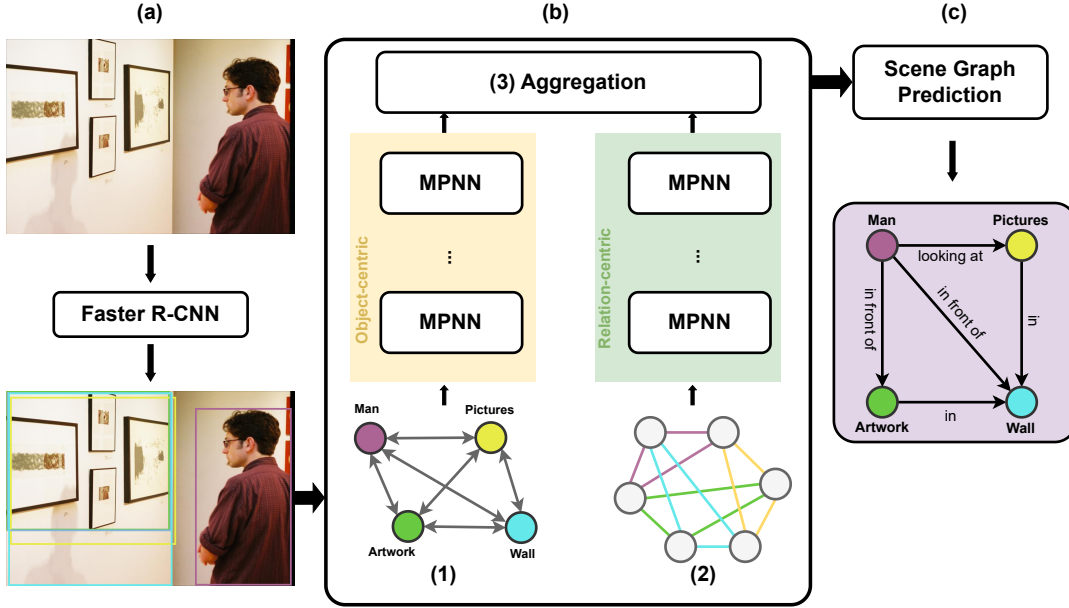 (a)
(b)
(c)
Faster R-CNN
(3) Aggregation
MPNN
...
MPNN
Object-centric
MPNN
...
MPNN
Relation-centric
Man
Pictures
Artwork
Wall
(1)
(2)
Scene Graph
Prediction
Man
Pictures
looking at
in front of
in front of
in
Artwork
in
Wall